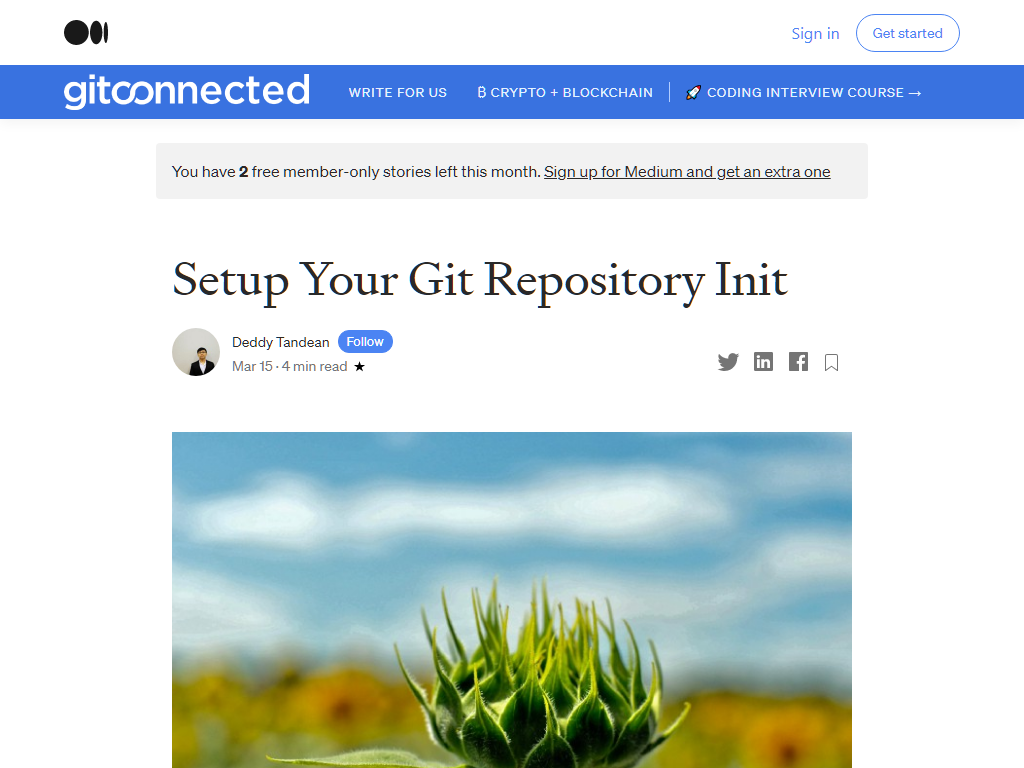 Sign in
Get started
gitconnected
WRITE FOR US
₿ CRYPTO + BLOCKCHAIN
🚀 CODING INTERVIEW COURSE →
You have 2 free member-only stories left this month. Sign up for Medium and get an extra one
Setup Your Git Repository Init
Deddy Tandean
Follow
Mar 15 · 4 min read ★